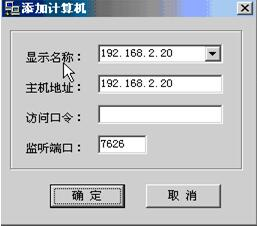 添加计算机
显示名称： 192.168.2.20
主机地址： 192.168.2.20
访问口令：
监听端口： 7626
确 定 取 消